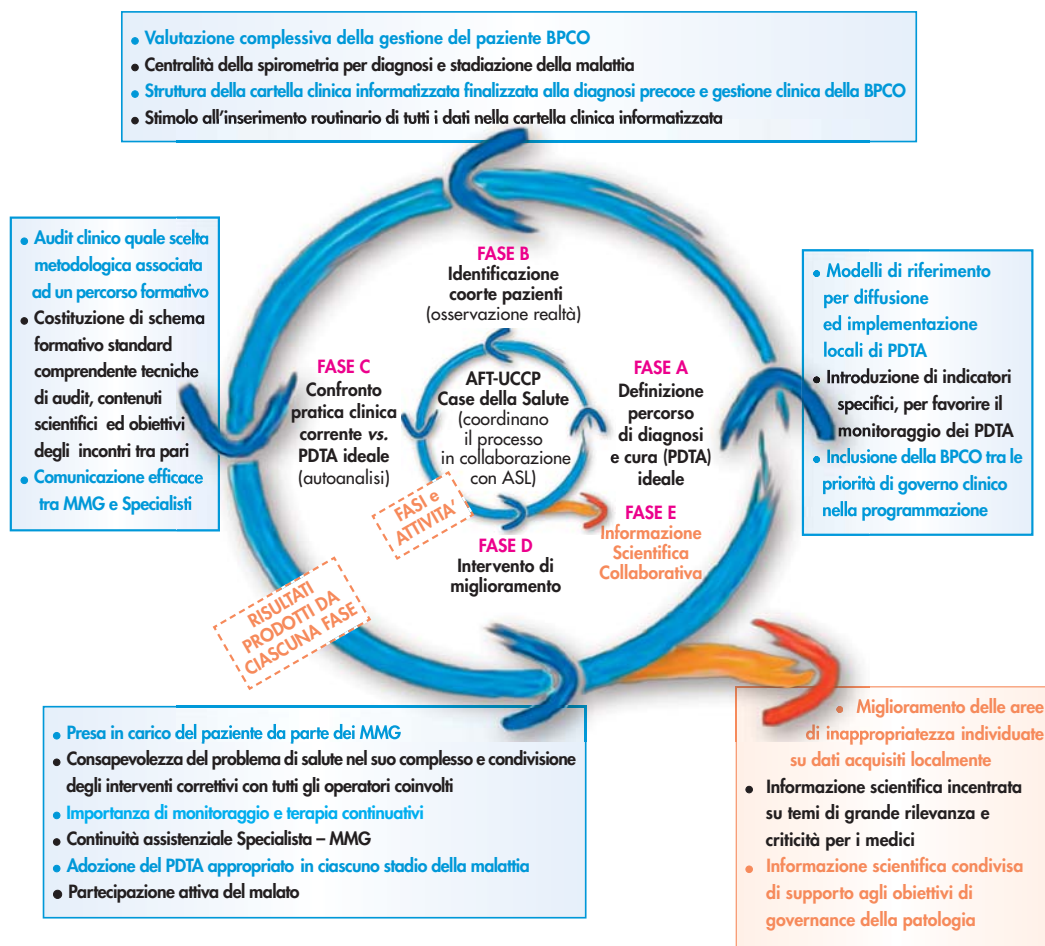 • Valutazione complessiva della gestione del paziente BPCO
• Centralità della spirometria per diagnosi e stadiazione della malattia
• Struttura della cartella clinica informatizzata finalizzata alla diagnosi precoce e gestione clinica della BPCO
• Stimolo all'inserimento routinario di tutti i dati nella cartella clinica informatizzata
• Audit clinico quale scelta
metodologica associata
ad un percorso formativo
• Costituzione di schema
formativo standard
comprendente tecniche
di audit, contenuti
scientifici ed obiettivi
degli incontri tra pari
• Comunicazione efficace
tra MMG e Specialisti
FASE B
Identificazione
coorte pazienti
(osservazione realtà)
FASE C
Confronto
pratica clinica
corrente vs.
PDTA ideale
(autoanalisi)
AFT-UCCP
Case della Salute
(coordinano
il processo
in collaborazione
con ASL)
FASE A
Definizione
percorso
di diagnosi
e cura (PDTA)
ideale
• Modelli di riferimento
per diffusione
ed implementazione
locali di PDTA
• Introduzione di indicatori
specifici, per favorire il
monitoraggio dei PDTA
• Inclusione della BPCO tra le
priorità di governo clinico
nella programmazione
FASI e
ATTIVITA'
FASE D
Intervento di
miglioramento
FASE E
Informazione
Scientifica
Collaborativa
RISULTATI
PRODOTTI DA
CIASCUNA FASE
• Presa in carico del paziente da parte dei MMG
• Consapevolezza del problema di salute nel suo complesso e condivisione
degli interventi correttivi con tutti gli operatori coinvolti
• Importanza di monitoraggio e terapia continuativi
• Continuità assistenziale Specialista – MMG
• Adozione del PDTA appropriato in ciascuno stadio della malattia
• Partecipazione attiva del malato
• Miglioramento delle aree
di inappropriatezza individuate
su dati acquisiti localmente
• Informazione scientifica incentrata
su temi di grande rilevanza e
criticità per i medici
• Informazione scientifica condivisa
di supporto agli obiettivi di
governance della patologia